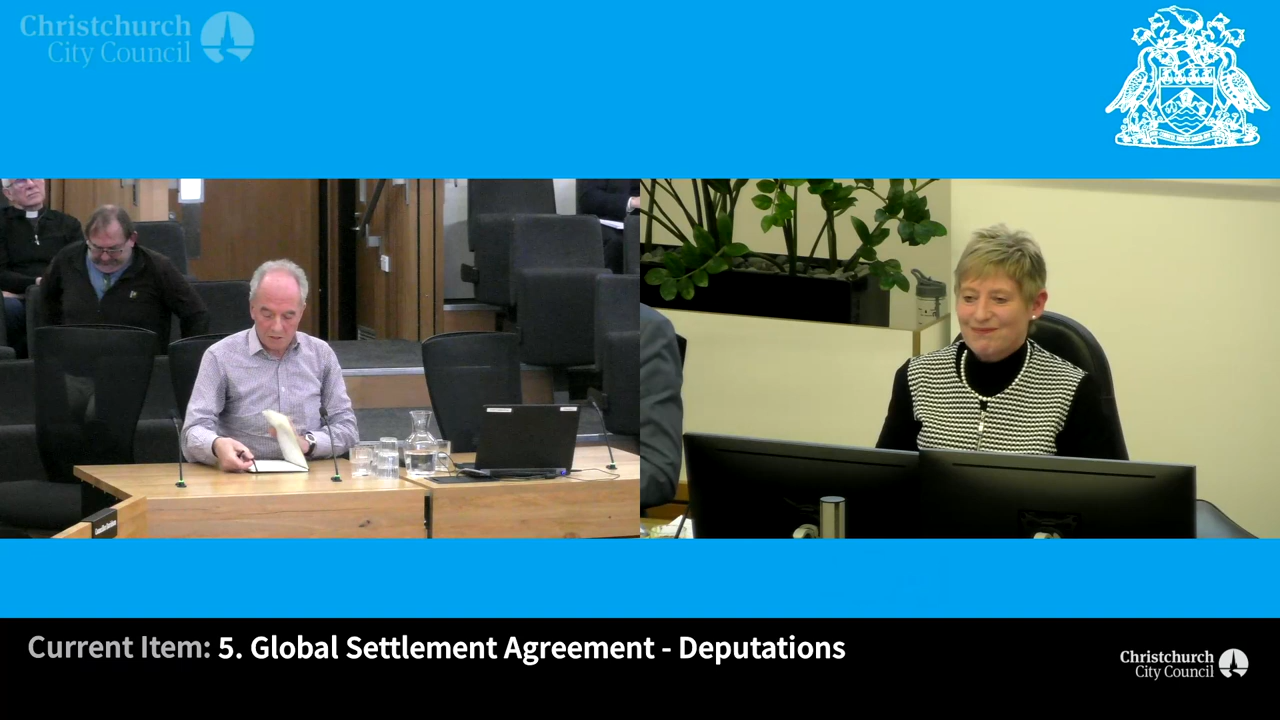 Christchurch
City Council
Current Item: 5. Global Settlement Agreement - Deputations
Christchurch
City Council